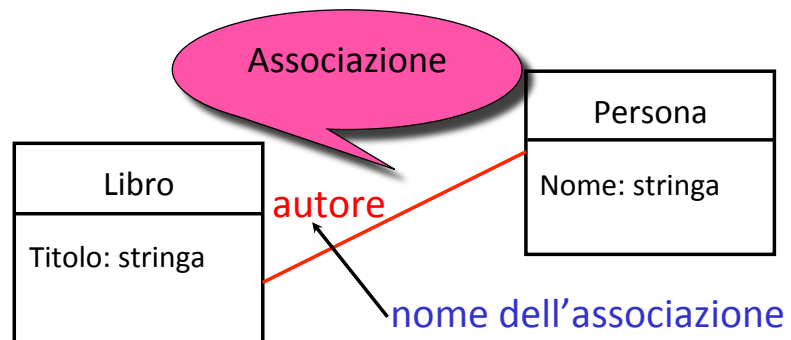 Associazione
Persona
Nome: stringa
Libro
autore
Titolo: stringa
nome dell’associazione